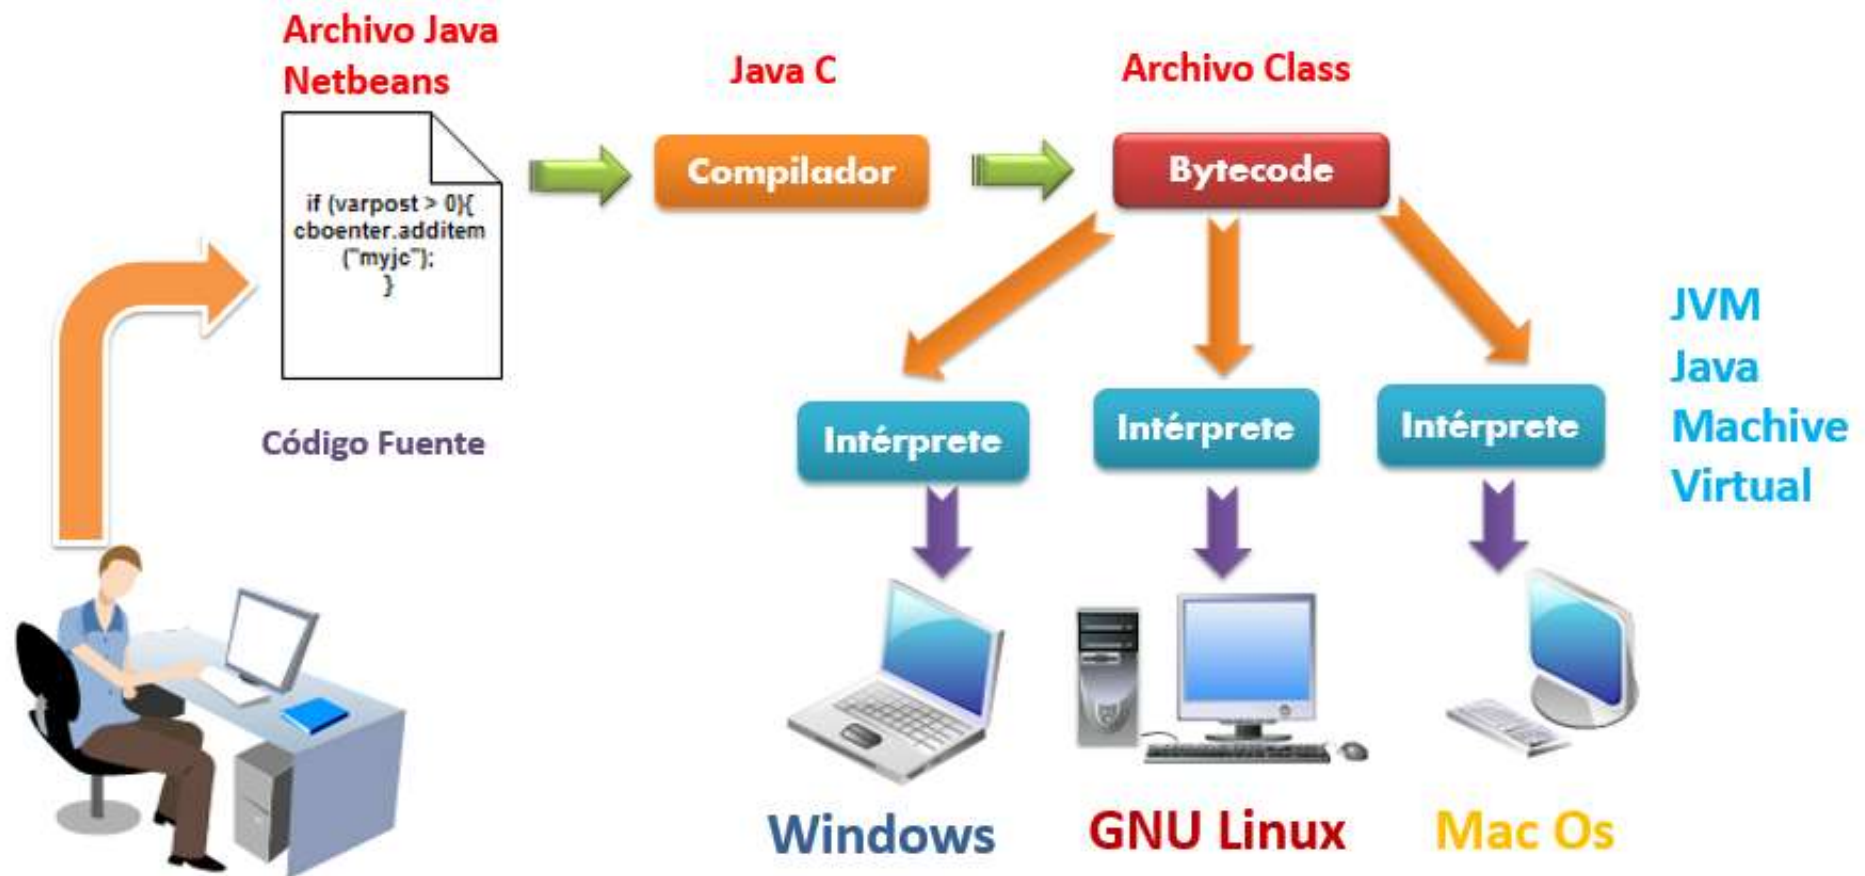 Archivo Java
Netbeans
Java C
Archivo Class
if (varpost > 0){
cboenter.additem
("myjc");
}
Compilador
Bytecode
Código Fuente
Intérprete
Intérprete
Intérprete
JVM
Java
Machive
Virtual
Windows
GNU Linux
Mac Os